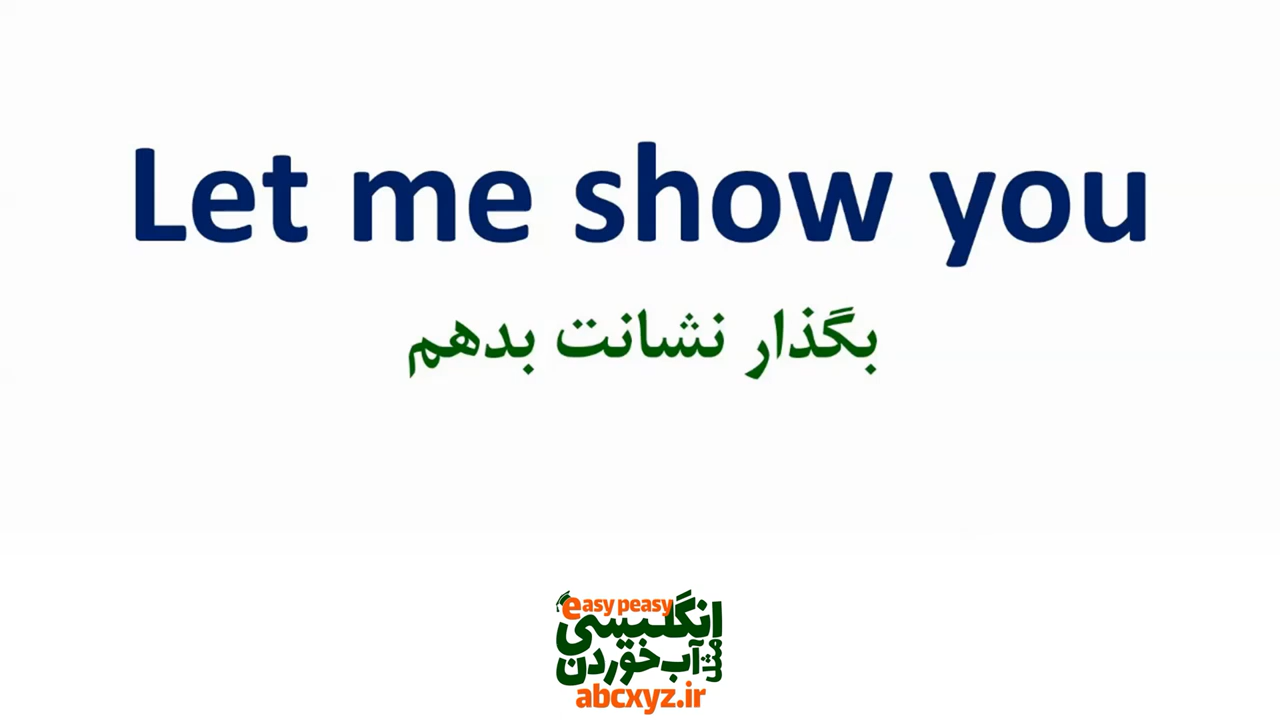 Let me show you
بگذار نشانت بدهم
easy peasy
انگلیسی
مثل
آب خوردن
abcxyz.ir